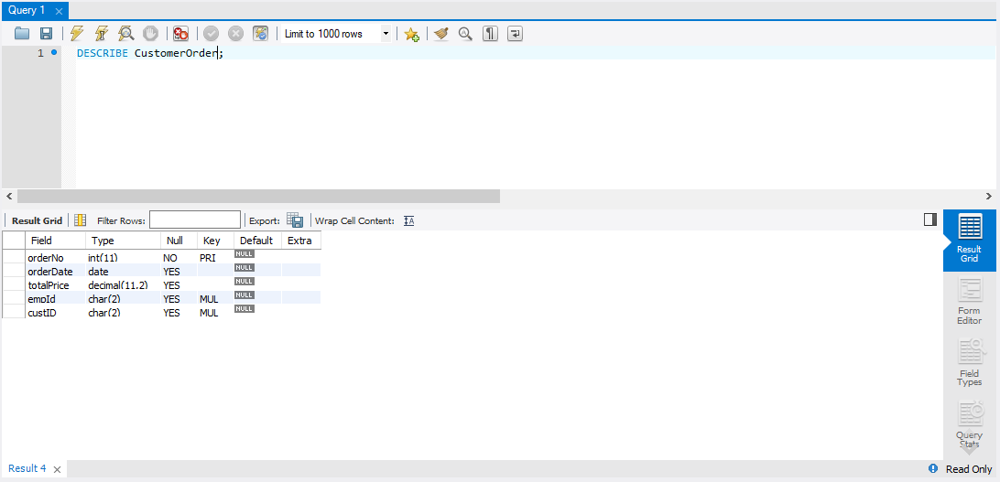 Query 1
Limit to 1000 rows
1 DESCRIBE CustomerOrder;
Result Grid Filter Rows: Export: Wrap Cell Content: IA
Field Type Null Key Default Extra
orderNo int(11) NO PRI NULL
orderDate date YES NULL
totalPrice decimal(11,2) YES NULL
empId char(2) YES MUL NULL
custID char(2) YES MUL NULL
Result
Grid
Form
Editor
Field
Types
Query
Stats
Result 4 Read Only